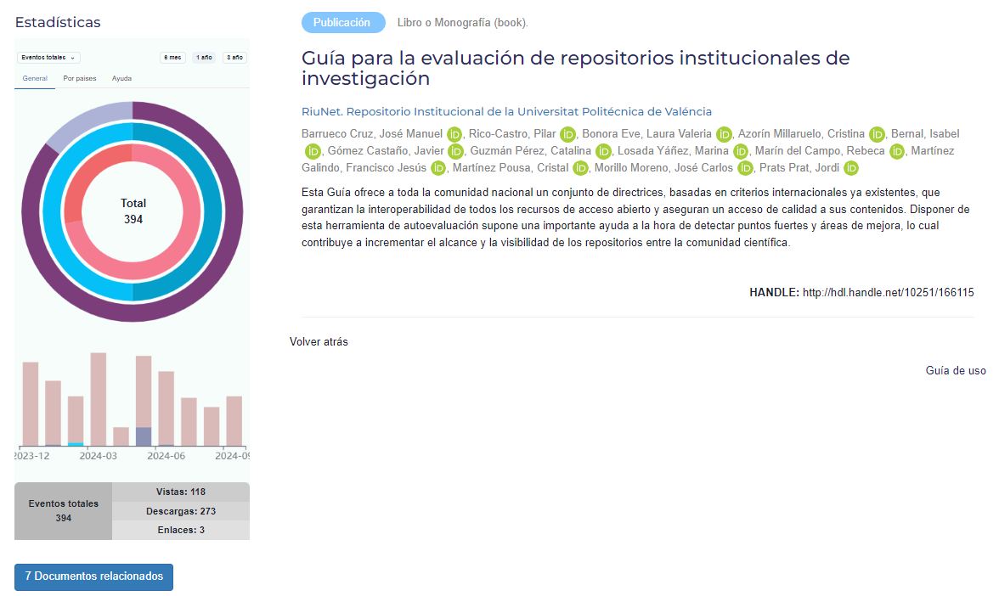 Estadísticas
Eventos totales
6 mes
1 año
3 año
General
Por países
Ayuda
Total
394
2023-12
2024-03
2024-06
2024-09
Eventos totales
394
Vistas: 118
Descargas: 273
Enlaces: 3
7 Documentos relacionados
Publicación
Libro o Monografía (book).
Guía para la evaluación de repositorios institucionales de
investigación
RiuNet. Repositorio Institucional de la Universitat Politécnica de Valéncia
Barrueco Cruz, José Manuel iD, Rico-Castro, Pilar iD, Bonora Eve, Laura Valeria iD, Azorín Millaruelo, Cristina iD, Bernal, Isabel
iD, Gómez Castaño, Javier iD, Guzmán Pérez, Catalina iD, Losada Yáñez, Marina iD, Marín del Campo, Rebeca iD, Martínez
Galindo, Francisco Jesús iD, Martínez Pousa, Cristal iD, Morillo Moreno, José Carlos iD, Prats Prat, Jordi iD
Esta Guía ofrece a toda la comunidad nacional un conjunto de directrices, basadas en criterios internacionales ya existentes, que
garantizan la interoperabilidad de todos los recursos de acceso abierto y aseguran un acceso de calidad a sus contenidos. Disponer de
esta herramienta de autoevaluación supone una importante ayuda a la hora de detectar puntos fuertes y áreas de mejora, lo cual
contribuye a incrementar el alcance y la visibilidad de los repositorios entre la comunidad científica.
HANDLE: http://hdl.handle.net/10251/166115
Volver atrás
Guía de uso